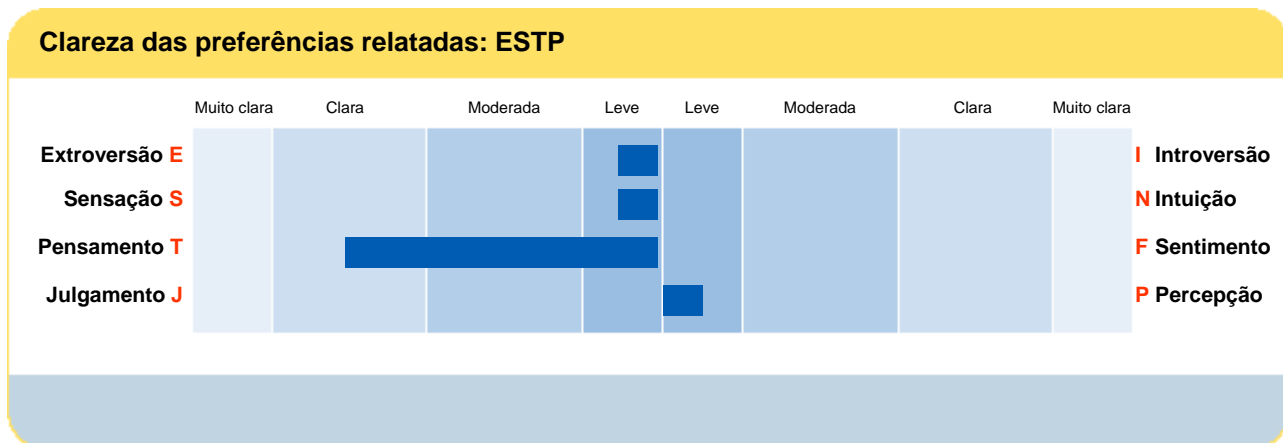 Clareza das preferências relatadas: ESTP
Muito clara Clara Moderada Leve Leve Moderada Clara Muito clara
Extroversão E I Introversão
Sensação S N Intuição
Pensamento T F Sentimento
Julgamento J P Percepção